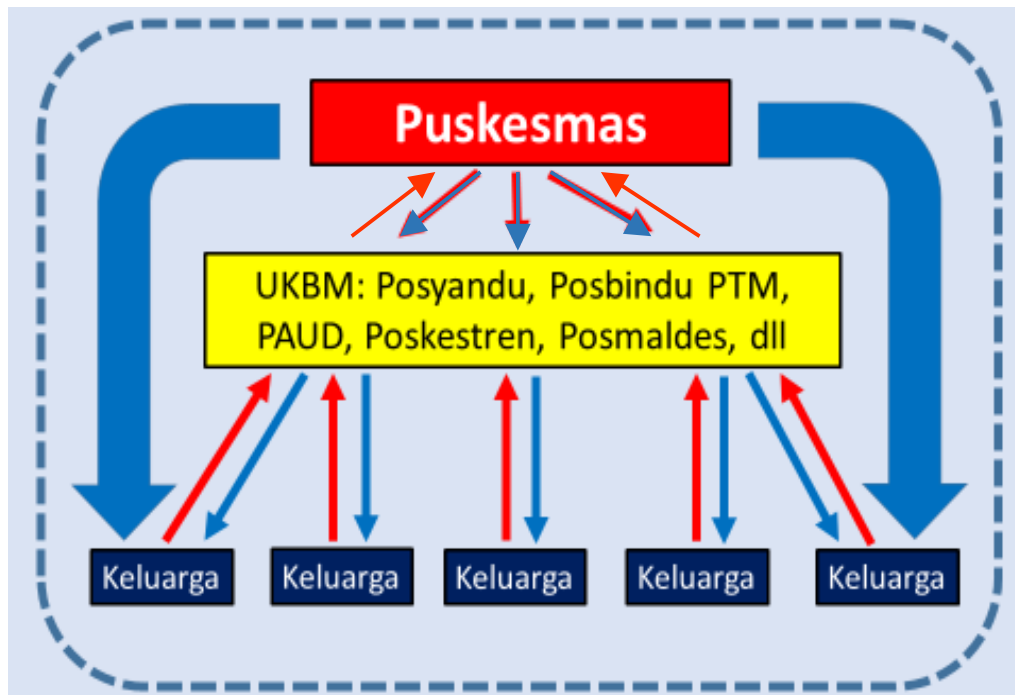 Puskesmas
UKBM: Posyandu, Posbindu PTM,
PAUD, Poskestren, Posmaldes, dll
Keluarga
Keluarga
Keluarga
Keluarga
Keluarga